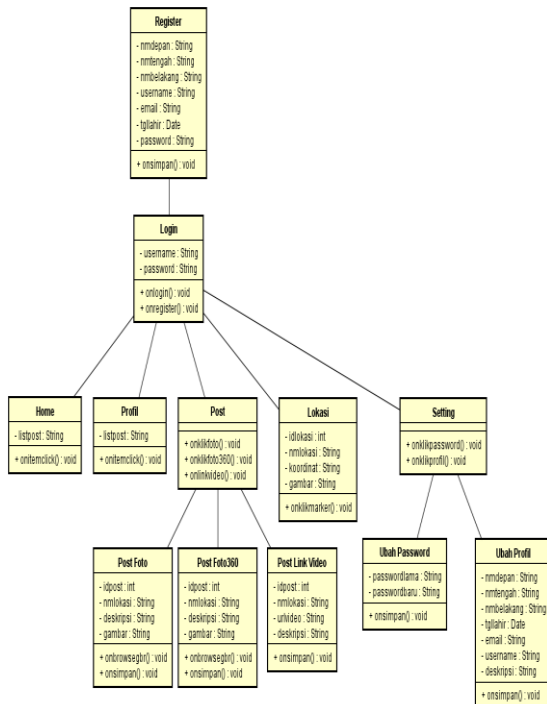 Register
- nmdepan : String
- nmtengah : String
- nmbelakang : String
- username : String
- email : String
- tgllahir : Date
- password : String
+ onsimpan() : void
Login
- username : String
- password : String
+ onlogin() : void
+ onregister() : void
Home
- listpost : String
+ onitemclick() : void
Profil
- listpost : String
+ onitemclick() : void
Post
+ onklikfoto() : void
+ onklikfoto360() : void
+ onlinkvideo() : void
Lokasi
- idlokasi : int
- nmlokasi : String
- koordinat : String
- gambar : String
+ onklikmarker() : void
Setting
+ onklikpassword() : void
+ onklikprofil() : void
Post Foto
- idpost : int
- nmlokasi : String
- deskripsi : String
- gambar : String
+ onbrowsegbr() : void
+ onsimpan() : void
Post Foto360
- idpost : int
- nmlokasi : String
- deskripsi : String
- gambar : String
+ onbrowsegbr() : void
+ onsimpan() : void
Post Link Video
- idpost : int
- nmlokasi : String
- urlvideo : String
- deskripsi : String
+ onsimpan() : void
Ubah Password
- passwordlama : String
- passwordbaru : String
+ onsimpan() : void
Ubah Profil
- nmdepan : String
- nmtengah : String
- nmbelakang : String
- tgllahir : Date
- email : String
- username : String
- deskripsi : String
+ onsimpan() : void